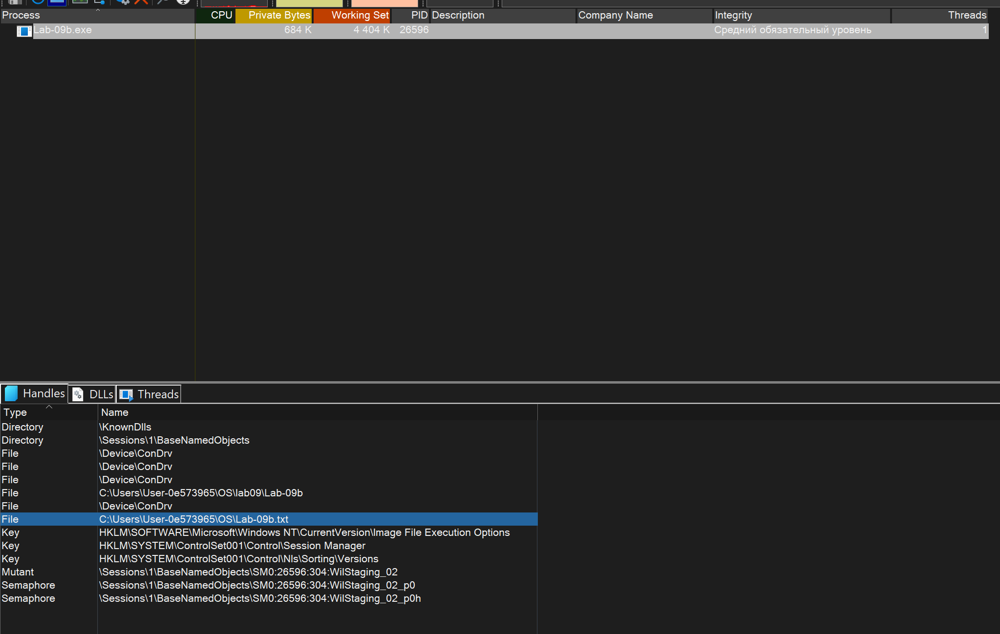 Process CPU Private Bytes Working Set PID Description Company Name Integrity Threads
Lab-09b.exe 684 K 4 404 K 26596 Средний обязательный уровень 1
Handles DLLs Threads
Type Name
Directory \KnownDlls
Directory \Sessions\1\BaseNamedObjects
File \Device\ConDrv
File \Device\ConDrv
File \Device\ConDrv
File C:\Users\User-0e573965\OS\lab09\Lab-09b
File \Device\ConDrv
File C:\Users\User-0e573965\OS\Lab-09b.txt
Key HKLM\SOFTWARE\Microsoft\Windows NT\CurrentVersion\Image File Execution Options
Key HKLM\SYSTEM\ControlSet001\Control\Session Manager
Key HKLM\SYSTEM\ControlSet001\Control\Nls\Sorting\Versions
Mutant \Sessions\1\BaseNamedObjects\SM0:26596:304:WilStaging_02
Semaphore \Sessions\1\BaseNamedObjects\SM0:26596:304:WilStaging_02_p0
Semaphore \Sessions\1\BaseNamedObjects\SM0:26596:304:WilStaging_02_p0h